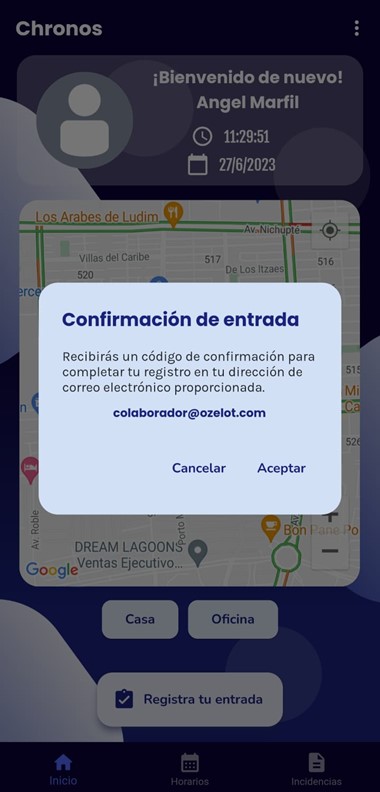 Chronos
¡Bienvenido de nuevo!
Angel Marfil
11:29:51
27/6/2023
Los Arabes de Ludim
Av. Nichupté
Villas del Caribe
517
516
520
De Los Itzaes
Confirmación de entrada
Recibirás un código de confirmación para
completar tu registro en tu dirección de
correo electrónico proporcionada.
colaborador@ozelot.com
Cancelar
Aceptar
Mi
Ca
526
Av. Roble
Porto M
Av
Bon Pane Po
DREAM LAGOONS
Ventas Ejecutivo...
Google
Casa
Oficina
Registra tu entrada
Inicio
Horarios
Incidencias